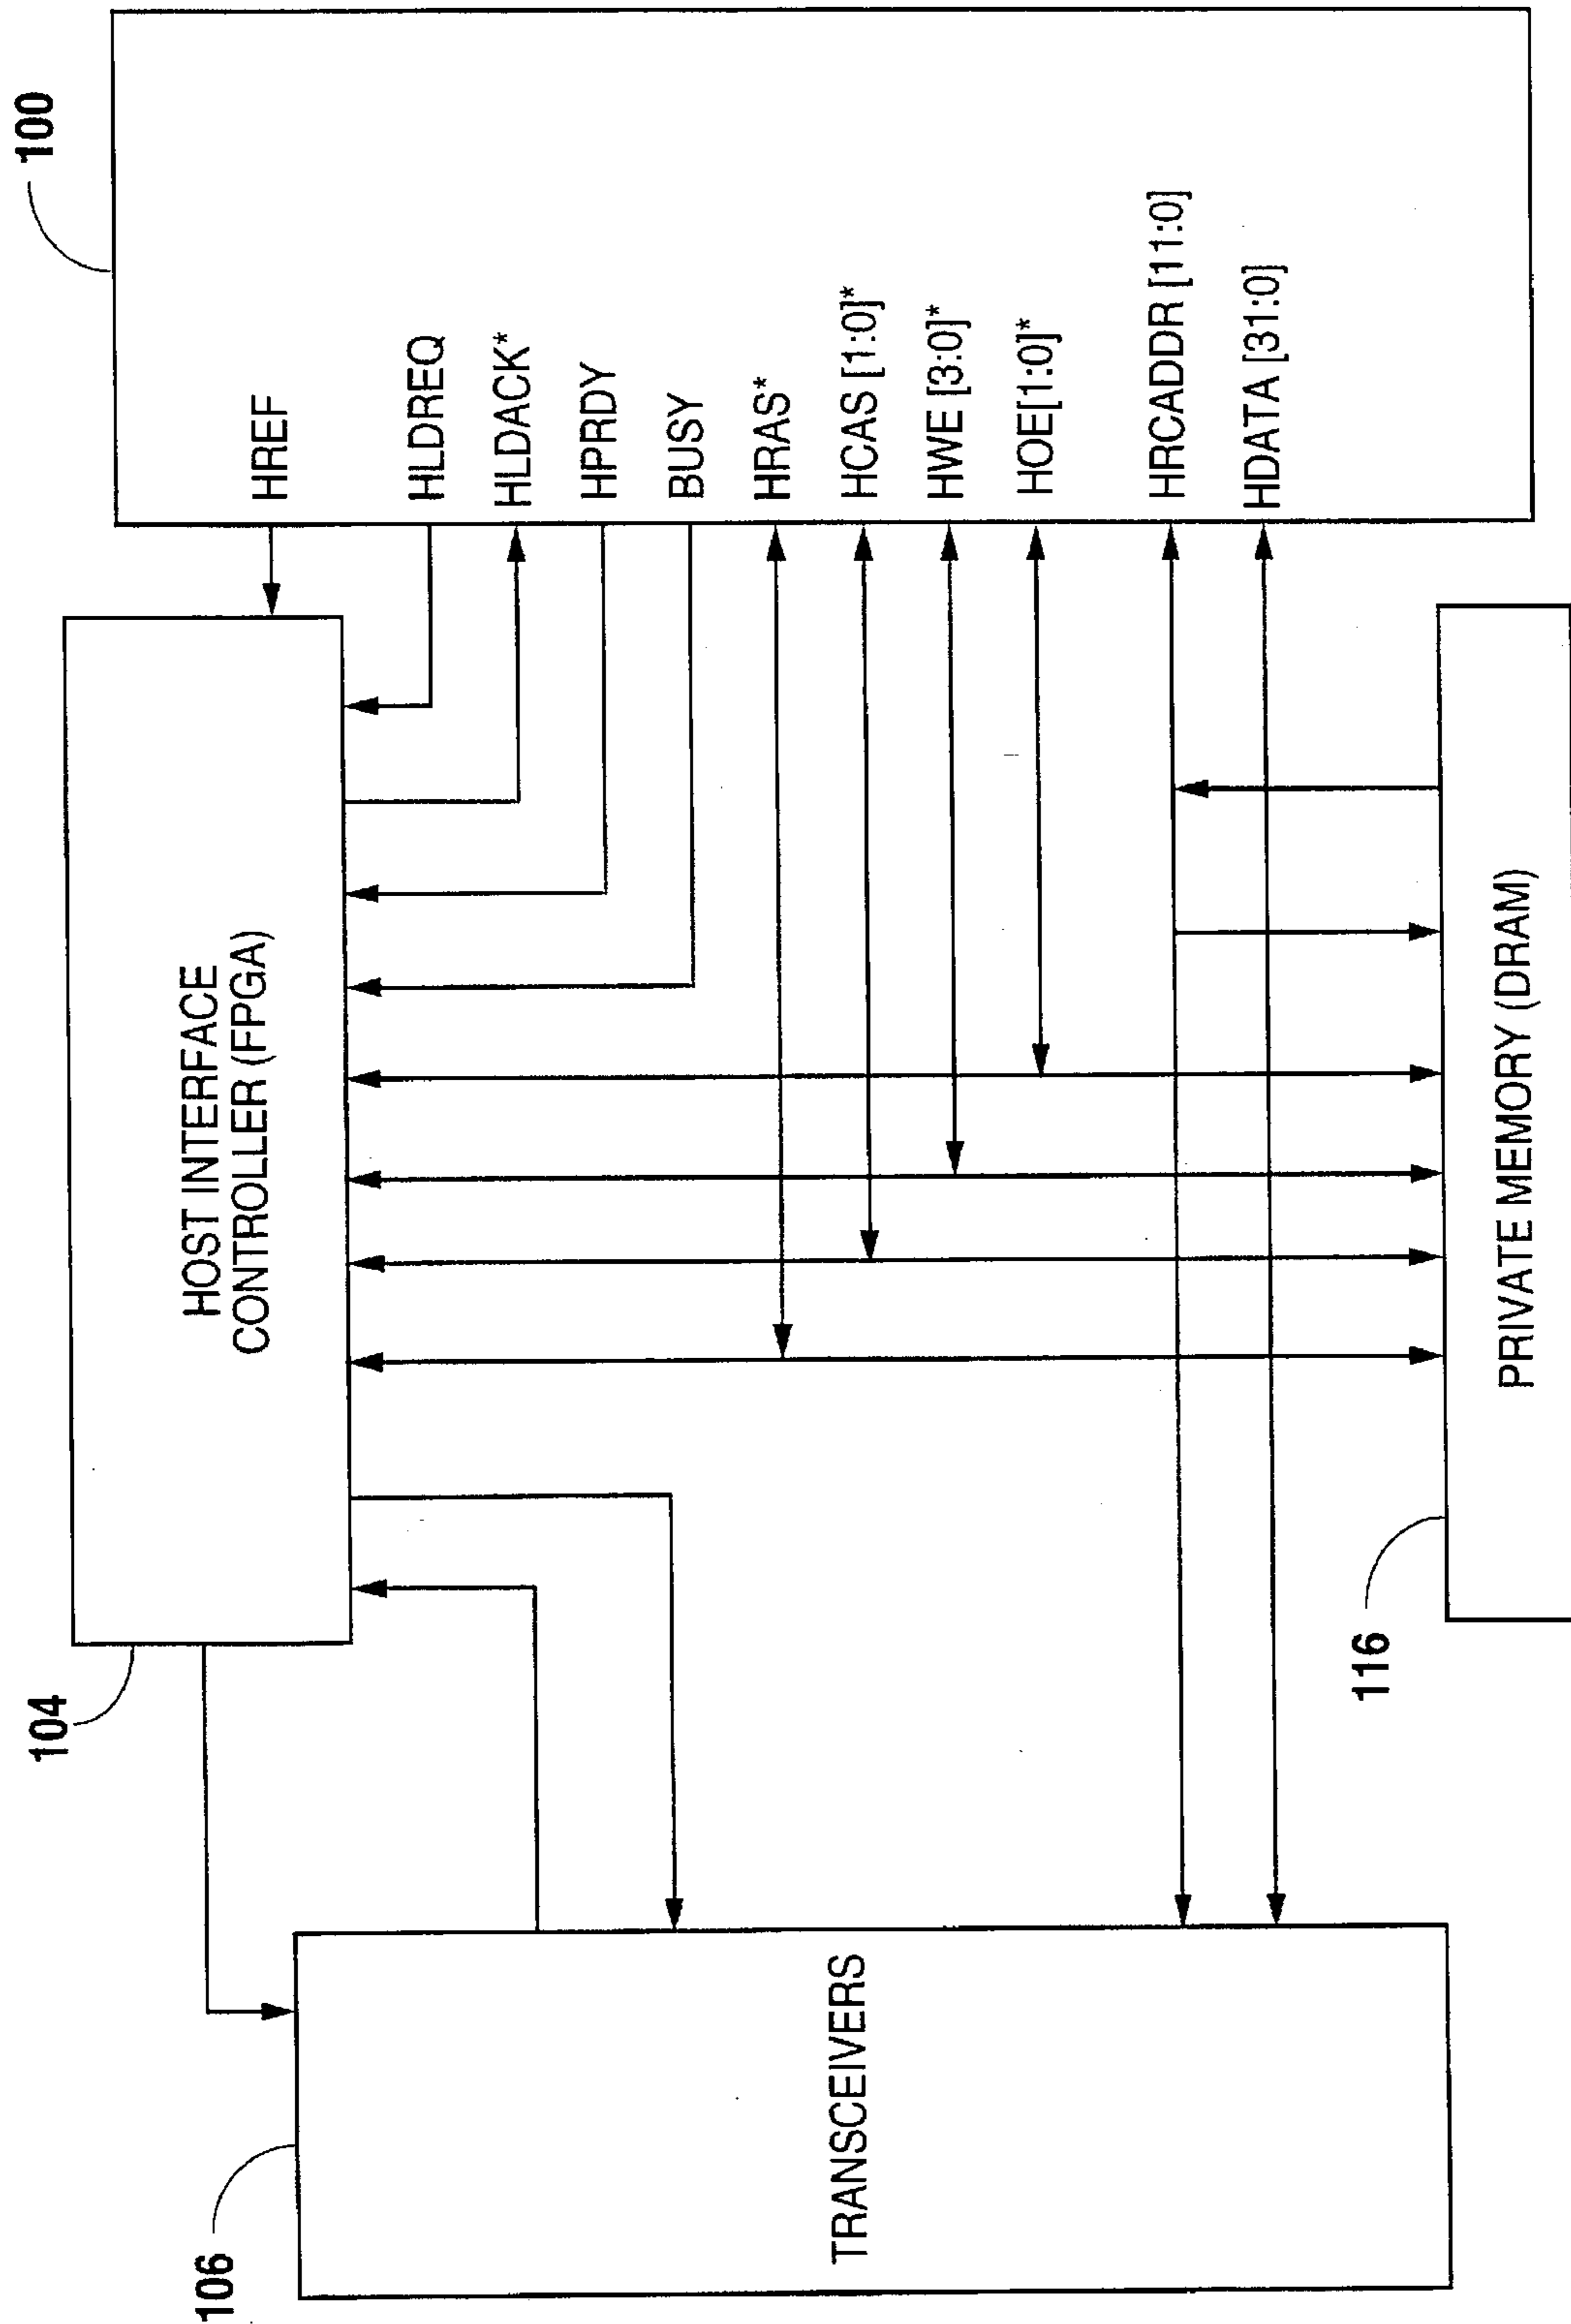 100
HREF
HLDREQ
HLDACK*
HPRDY
BUSY
HRAS*
HCAS [1:0]*
HWE [3:0]*
HOE[1:0]*
HRCADDR [11:0]
HDATA [31:0]
HOST INTERFACE
CONTROLLER (FPGA)
104
PRIVATE MEMORY (DRAM)
116
TRANSCEIVERS
106